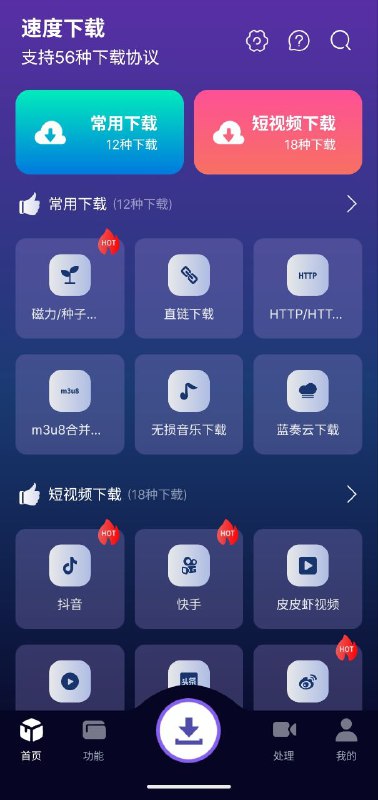 速度下载
支持56种下载协议
常用下载
12种下载
短视频下载
18种下载
常用下载 (12种下载)
HOT
磁力/种子...
直链下载
HTTP
HTTP/HTT...
m3u8
m3u8合并...
无损音乐下载
蓝奏云下载
短视频下载 (18种下载)
HOT
抖音
HOT
快手
皮皮虾视频
头条
HOT
首页
功能
处理
我的